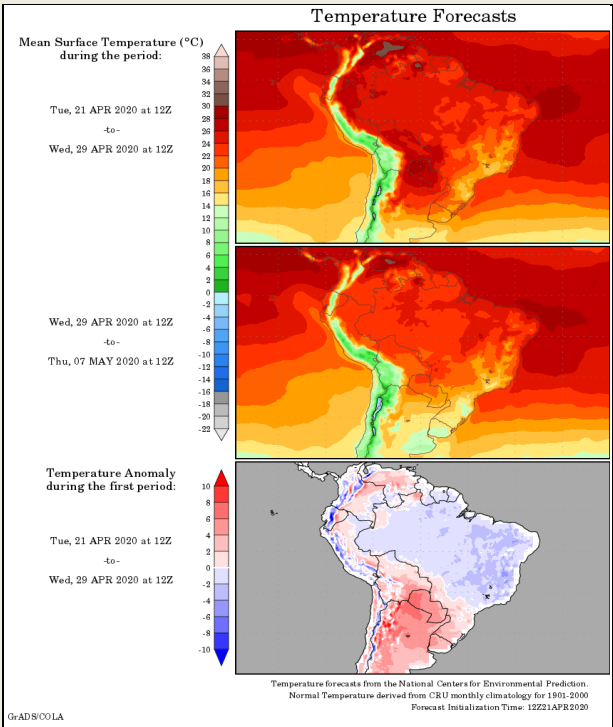 Temperature Forecasts
Mean Surface Temperature (°C)
during the period:
Tue, 21 APR 2020 at 12Z
-to-
Wed, 29 APR 2020 at 12Z
38
36
34
32
30
28
26
24
22
20
18
16
14
12
10
8
6
4
2
0
-2
-4
-6
-8
-10
-12
-14
-16
-18
-20
-22
Wed, 29 APR 2020 at 12Z
-to-
Thu, 07 MAY 2020 at 12Z
Temperature Anomaly
during the first period:
Tue, 21 APR 2020 at 12Z
-to-
Wed, 29 APR 2020 at 12Z
10
8
6
4
2
0
-2
-4
-6
-8
-10
Temperature forecasts from the National Centers for Environmental Prediction.
Normal Temperature derived from CRU monthly climatology for 1901-2000
Forecast Initialization Time: 12Z21APR2020
GrADS/COLA